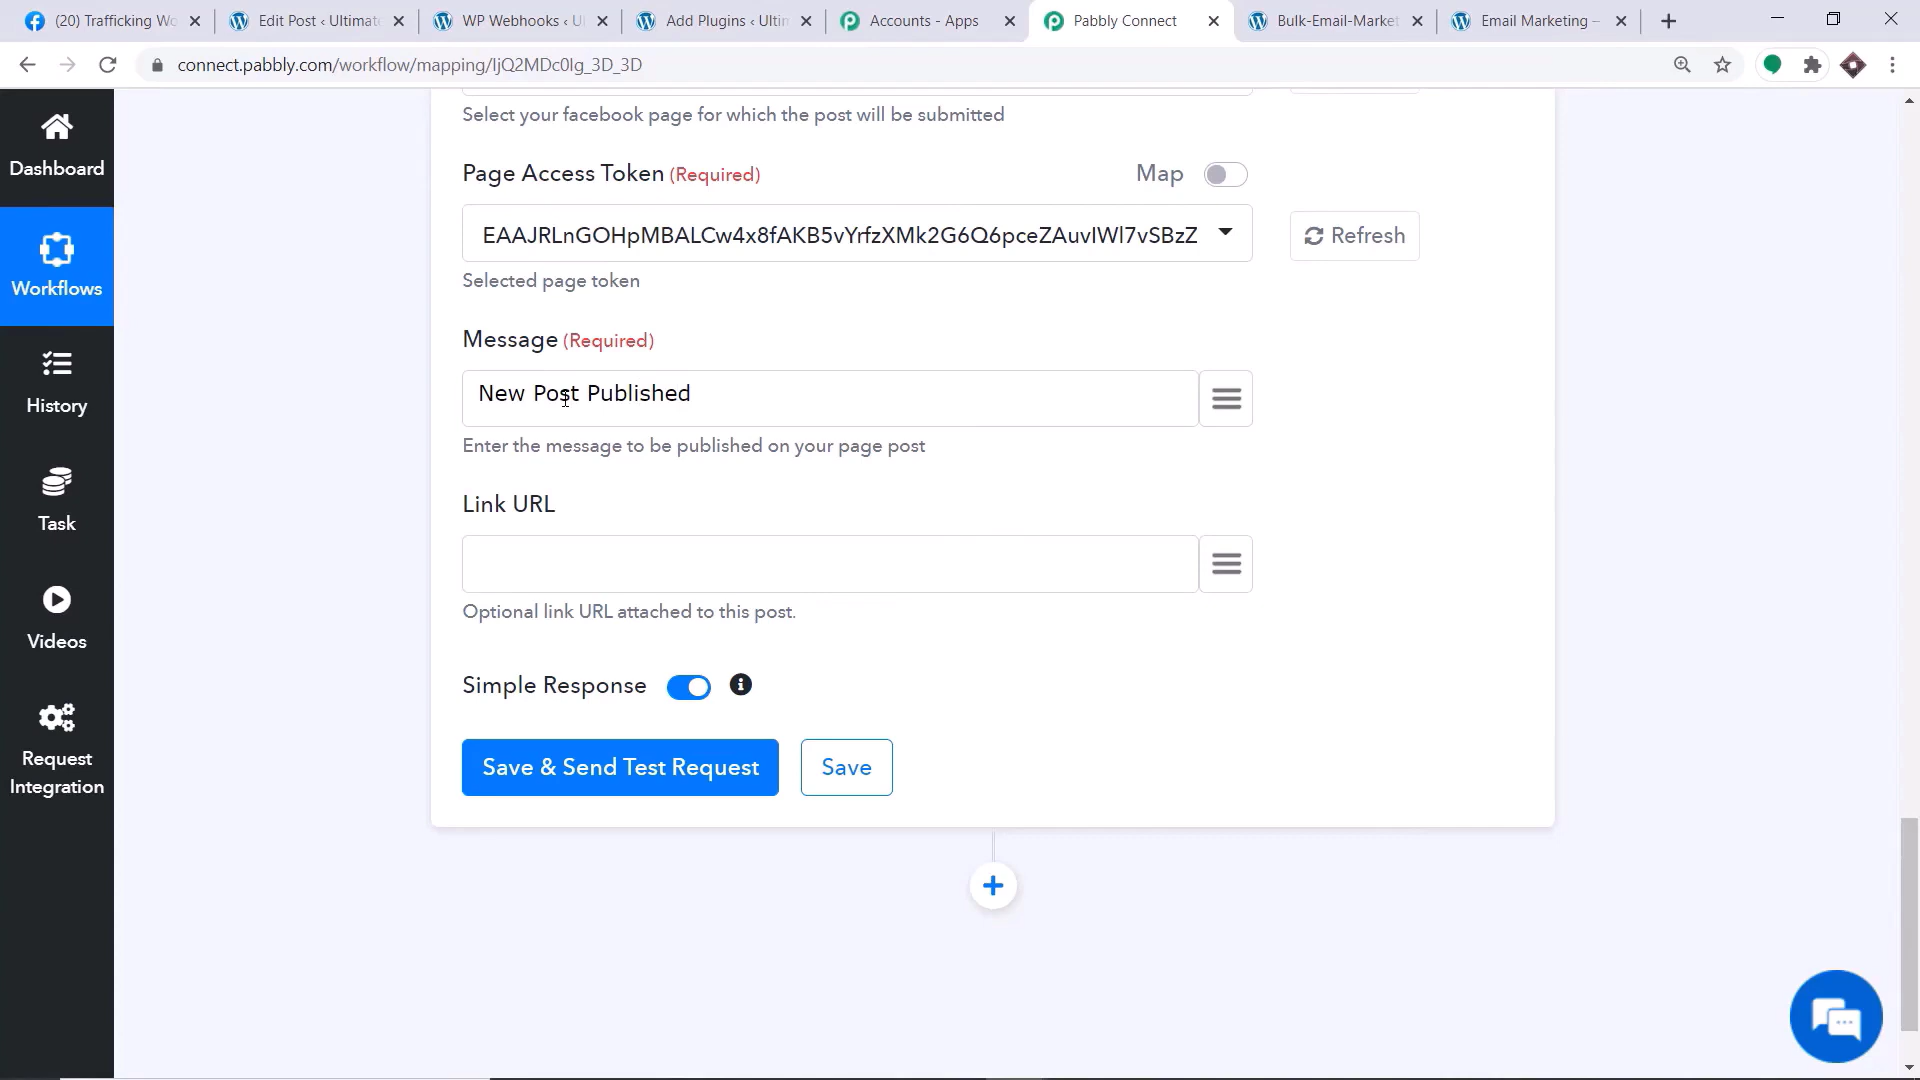 (20) Trafficking Wo
Edit Post ‹ Ultimat
WP Webhooks ‹ Ul
Add Plugins ‹ Ultin
Accounts - Apps
Pabbly Connect
Bulk-Email-Market
Email Marketing –
connect.pabbly.com/workflow/mapping/IjQ2MDc0Ig_3D_3D
Dashboard
Workflows
History
Task
Videos
Request
Integration
Select your facebook page for which the post will be submitted
Page Access Token (Required)
Map
EAAJRLnGOHpMBALCw4x8fAKB5vYrfzXMk2G6Q6pceZAuvIWl7vSBzZ
Refresh
Selected page token
Message (Required)
New Post Published
Enter the message to be published on your page post
Link URL
Optional link URL attached to this post.
Simple Response
Save & Send Test Request
Save